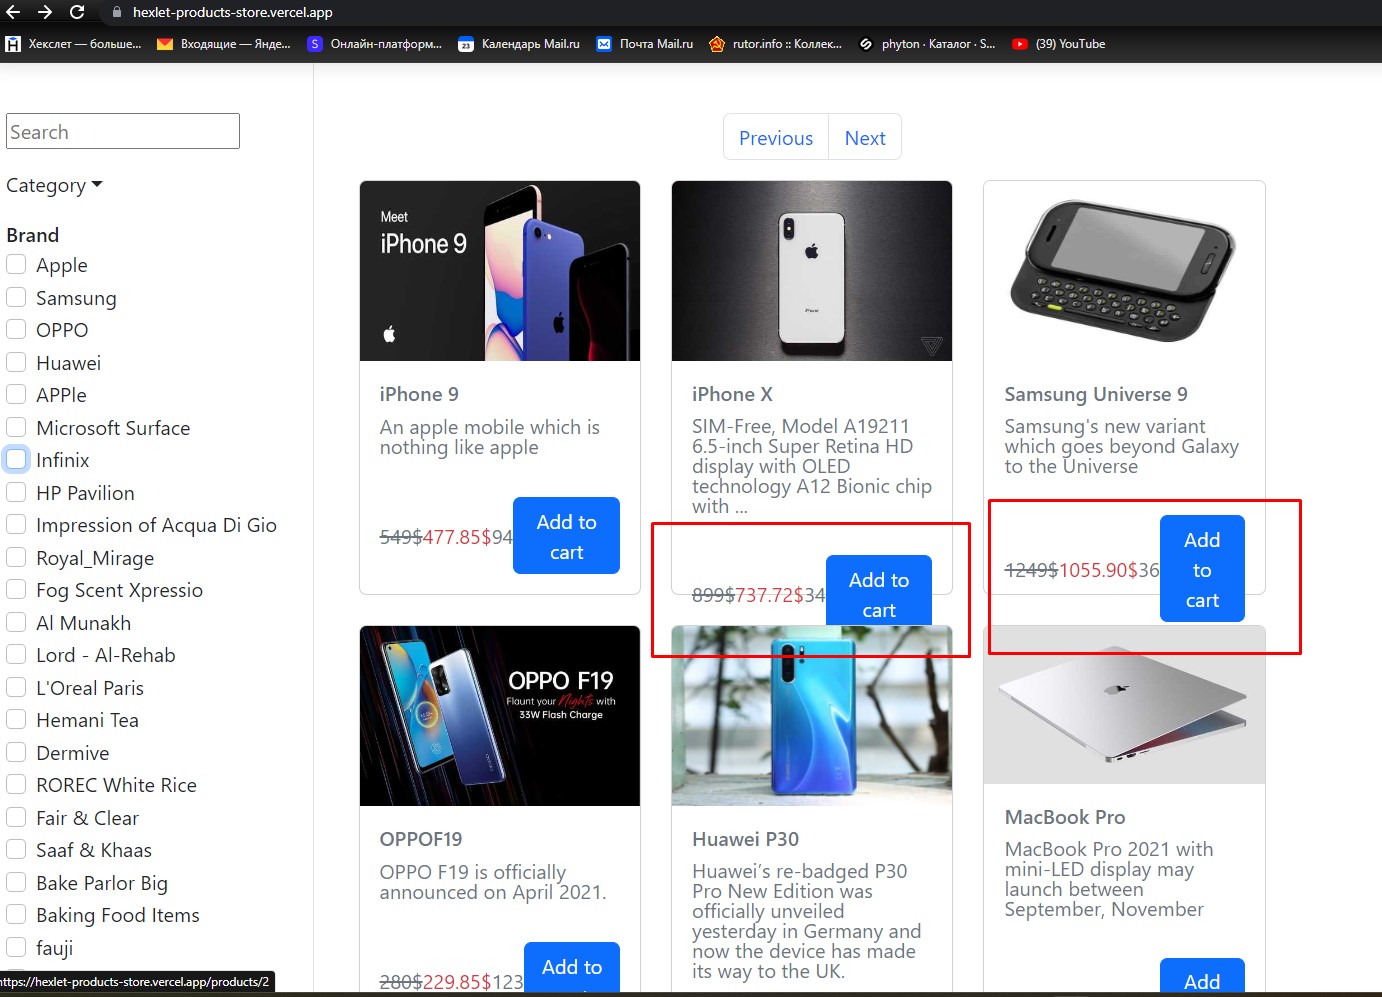 hexlet-products-store.vercel.app
Хекслет — больше...
Входящие — Янде...
S
Онлайн-платформ...
23
Календарь Mail.ru
Почта Mail.ru
rutor.info :: Коллек...
phyton · Каталог · S...
(39) YouTube
Search
Category
Brand
Apple
Samsung
OPPO
Huawei
APPle
Microsoft Surface
Infinix
HP Pavilion
Impression of Acqua Di Gio
Royal_Mirage
Fog Scent Xpressio
Al Munakh
Lord - Al-Rehab
L'Oreal Paris
Hemani Tea
Dermive
ROREC White Rice
Fair & Clear
Saaf & Khaas
Bake Parlor Big
Baking Food Items
fauji
https://hexlet-products-store.vercel.app/products/2
Previous
Next
Meet
iPhone 9
iPhone 9
An apple mobile which is
nothing like apple
549$477.85$94
Add to
cart
iPhone
iPhone X
SIM-Free, Model A19211
6.5-inch Super Retina HD
display with OLED
technology A12 Bionic chip
with ...
899$737.72$34
Add to
cart
Samsung Universe 9
Samsung's new variant
which goes beyond Galaxy
to the Universe
1249$1055.90$36
Add
to
cart
OPPO F19
Flaunt your Nights with
33W Flash Charge
OPPOF19
OPPO F19 is officially
announced on April 2021.
280$229.85$123
Add to
Huawei P30
Huawei’s re-badged P30
Pro New Edition was
officially unveiled
yesterday in Germany and
now the device has made
its way to the UK.
MacBook Pro
MacBook Pro 2021 with
mini-LED display may
launch between
September, November
Add